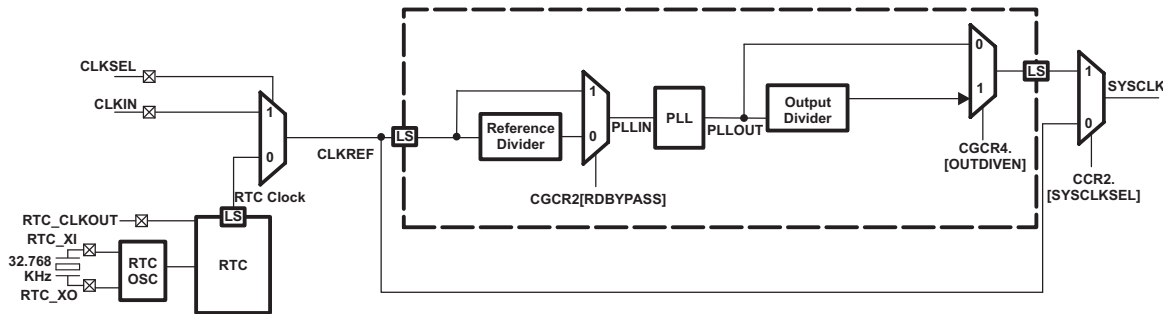 CLKSEL
CLKIN
1
0
CLKREF
RTC Clock
LS
RTC_CLKOUT
RTC_XI
32.768
KHz
RTC_XO
RTC
OSC
RTC
LS
Reference
Divider
1
0
CGCR2[RDBYPASS]
PLLIN
PLL
PLLOUT
Output
Divider
0
1
CGCR4.
[OUTDIVEN]
LS
1
0
SYSCLK
CCR2.
[SYSCLKSEL]